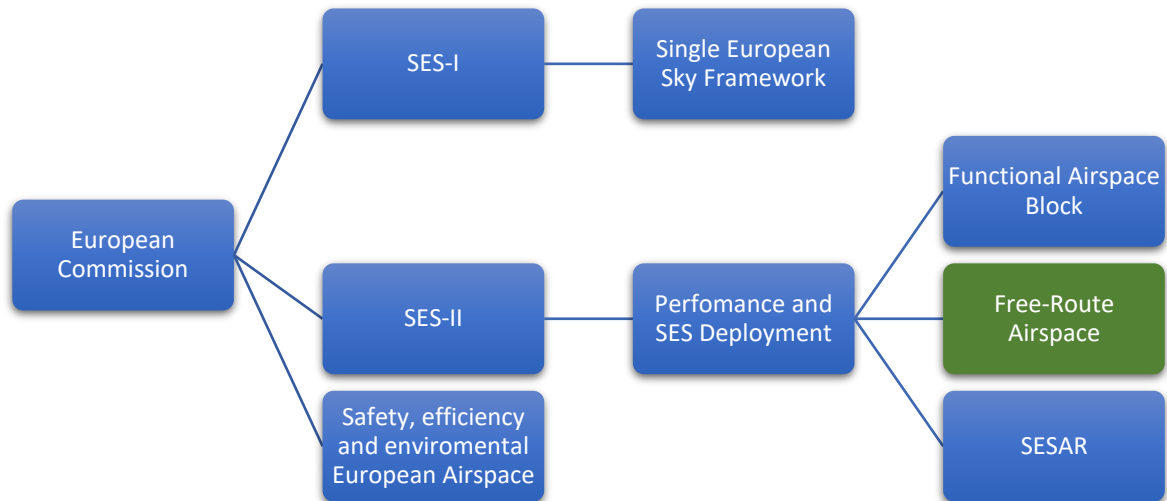 SES-I
Single European
Sky Framework
European
Commission
SES-II
Perfomance and
SES Deployment
Functional Airspace
Block
Free-Route
Airspace
Safety, efficiency
and enviromental
European Airspace
SESAR